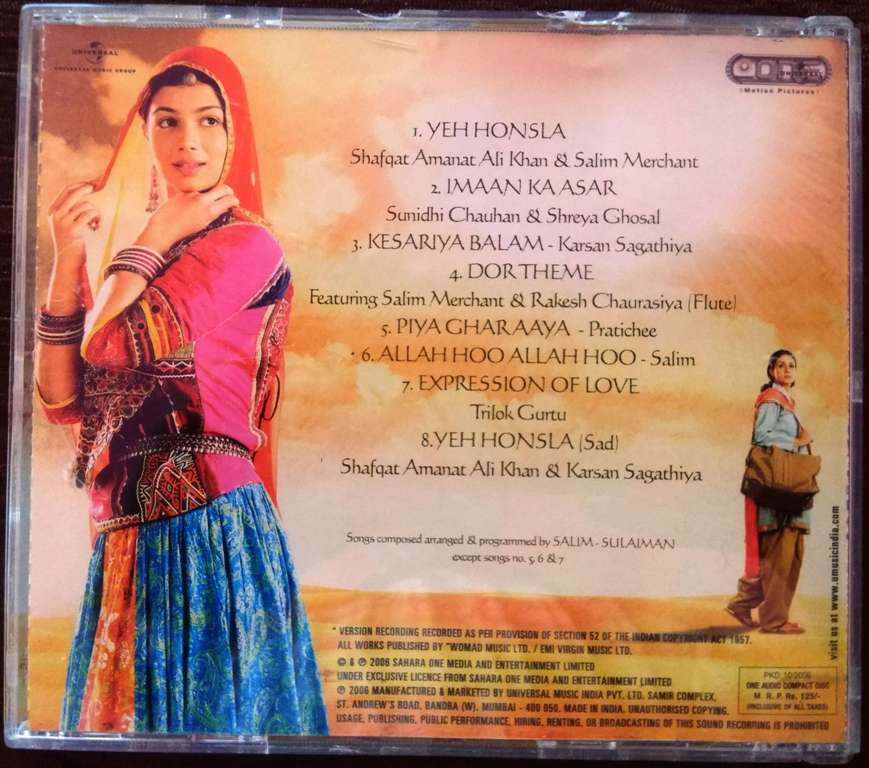 UNIVERSAL
UNIVERSAL MUSIC GROUP
UNIVERSAL
Motion Pictures
1. YEH HONSLA
Shafqat Amanat Ali Khan & Salim Merchant
2. IMAAN KA ASAR
Sunidhi Chauhan & Shreya Ghosal
3. KESARIYA BALAM - Karsan Sagathiya
4. DOR THEME
Featuring Salim Merchant & Rakesh Chaurasiya (Flute)
5. PIYA GHAR AAYA - Pratichee
• 6. ALLAH HOO ALLAH HOO - Salim
7. EXPRESSION OF LOVE
Trilok Gurtu
8. YEH HONSLA (Sad)
Shafqat Amanat Ali Khan & Karsan Sagathiya
Songs composed arranged & programmed by SALIM - SULAIMAN
except songs no. 5, 6 & 7
visit us at www.umusicindia.com
* VERSION RECORDING RECORDED AS PER PROVISION OF SECTION 52 OF THE INDIAN COPYRIGHT ACT 1957.
ALL WORKS PUBLISHED BY "WOMAD MUSIC LTD. / EMI VIRGIN MUSIC LTD.
© & ℗ 2006 SAHARA ONE MEDIA AND ENTERTAINMENT LIMITED
UNDER EXCLUSIVE LICENCE FROM SAHARA ONE MEDIA AND ENTERTAINMENT LIMITED
℗ 2006 MANUFACTURED & MARKETED BY UNIVERSAL MUSIC INDIA PVT. LTD. SAMIR COMPLEX,
ST. ANDREW'S ROAD, BANDRA (W), MUMBAI - 400 050. MADE IN INDIA. UNAUTHORISED COPYING,
USAGE, PUBLISHING, PUBLIC PERFORMANCE, HIRING, RENTING, OR BROADCASTING OF THIS SOUND RECORDING IS PROHIBITED
PKD. 10/2006
ONE AUDIO COMPACT DISC
M. R. P. Rs. 125/-
(INCLUSIVE OF ALL TAXES)